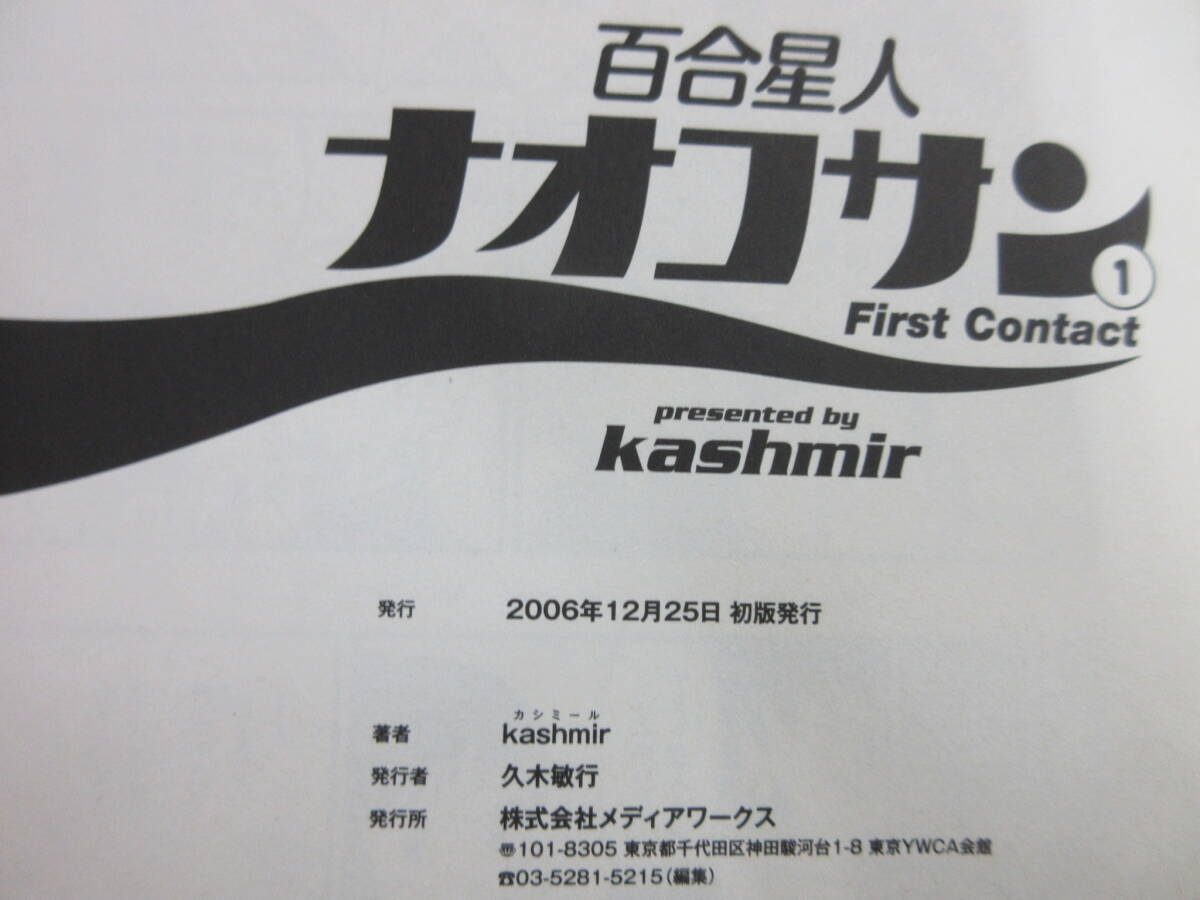 百合星人
ナオコサン
1
First Contact
presented by
kashmir
発行 2006年12月25日 初版発行
カシミール
著者 kashmir
発行者 久木敏行
発行所 株式会社メディアワークス
〠101-8305 東京都千代田区神田駿河台1-8 東京YWCA会館
☎03-5281-5215(編集)